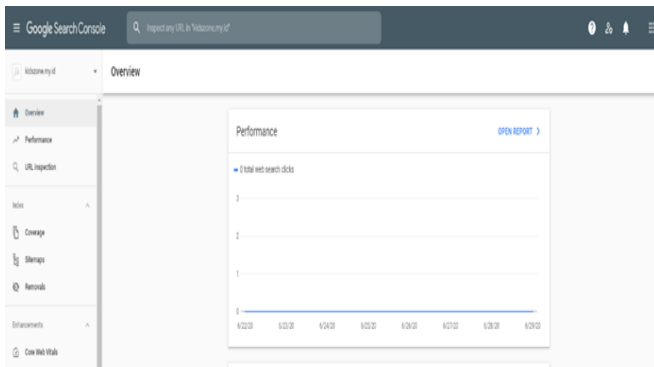 Google Search Console
Inspect any URL in "kidszone.my.id"
kidszone.my.id
Overview
Overview
Performance
URL inspection
Index
Coverage
Sitemaps
Removals
Enhancements
Core Web Vitals
Performance
OPEN REPORT
0 total web search clicks
3
2
1
0
6/22/20 6/23/20 6/24/20 6/25/20 6/26/20 6/27/20 6/28/20 6/29/20